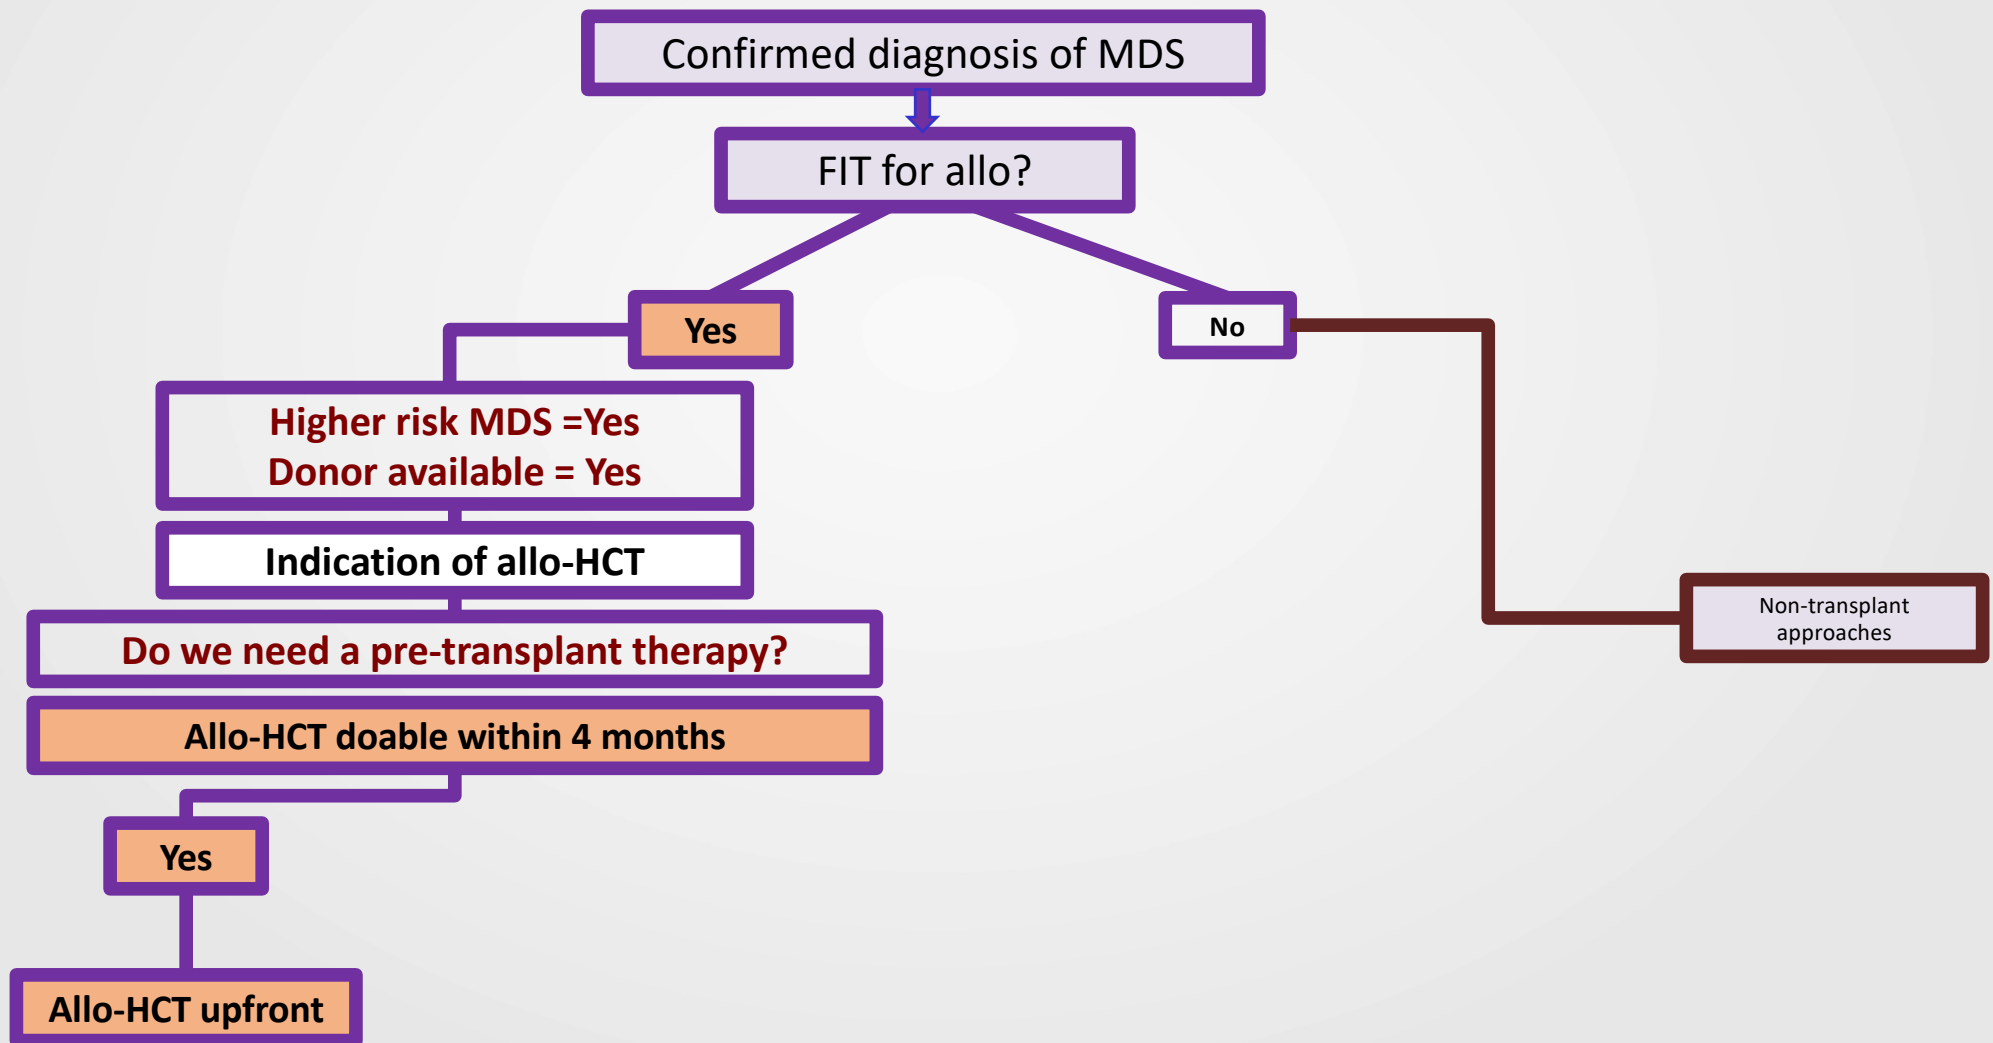 Confirmed diagnosis of MDS
FIT for allo?
Yes
No
Higher risk MDS =Yes
Donor available = Yes
Indication of allo-HCT
Non-transplant
approaches
Do we need a pre-transplant therapy?
Allo-HCT doable within 4 months
Yes
Allo-HCT upfront